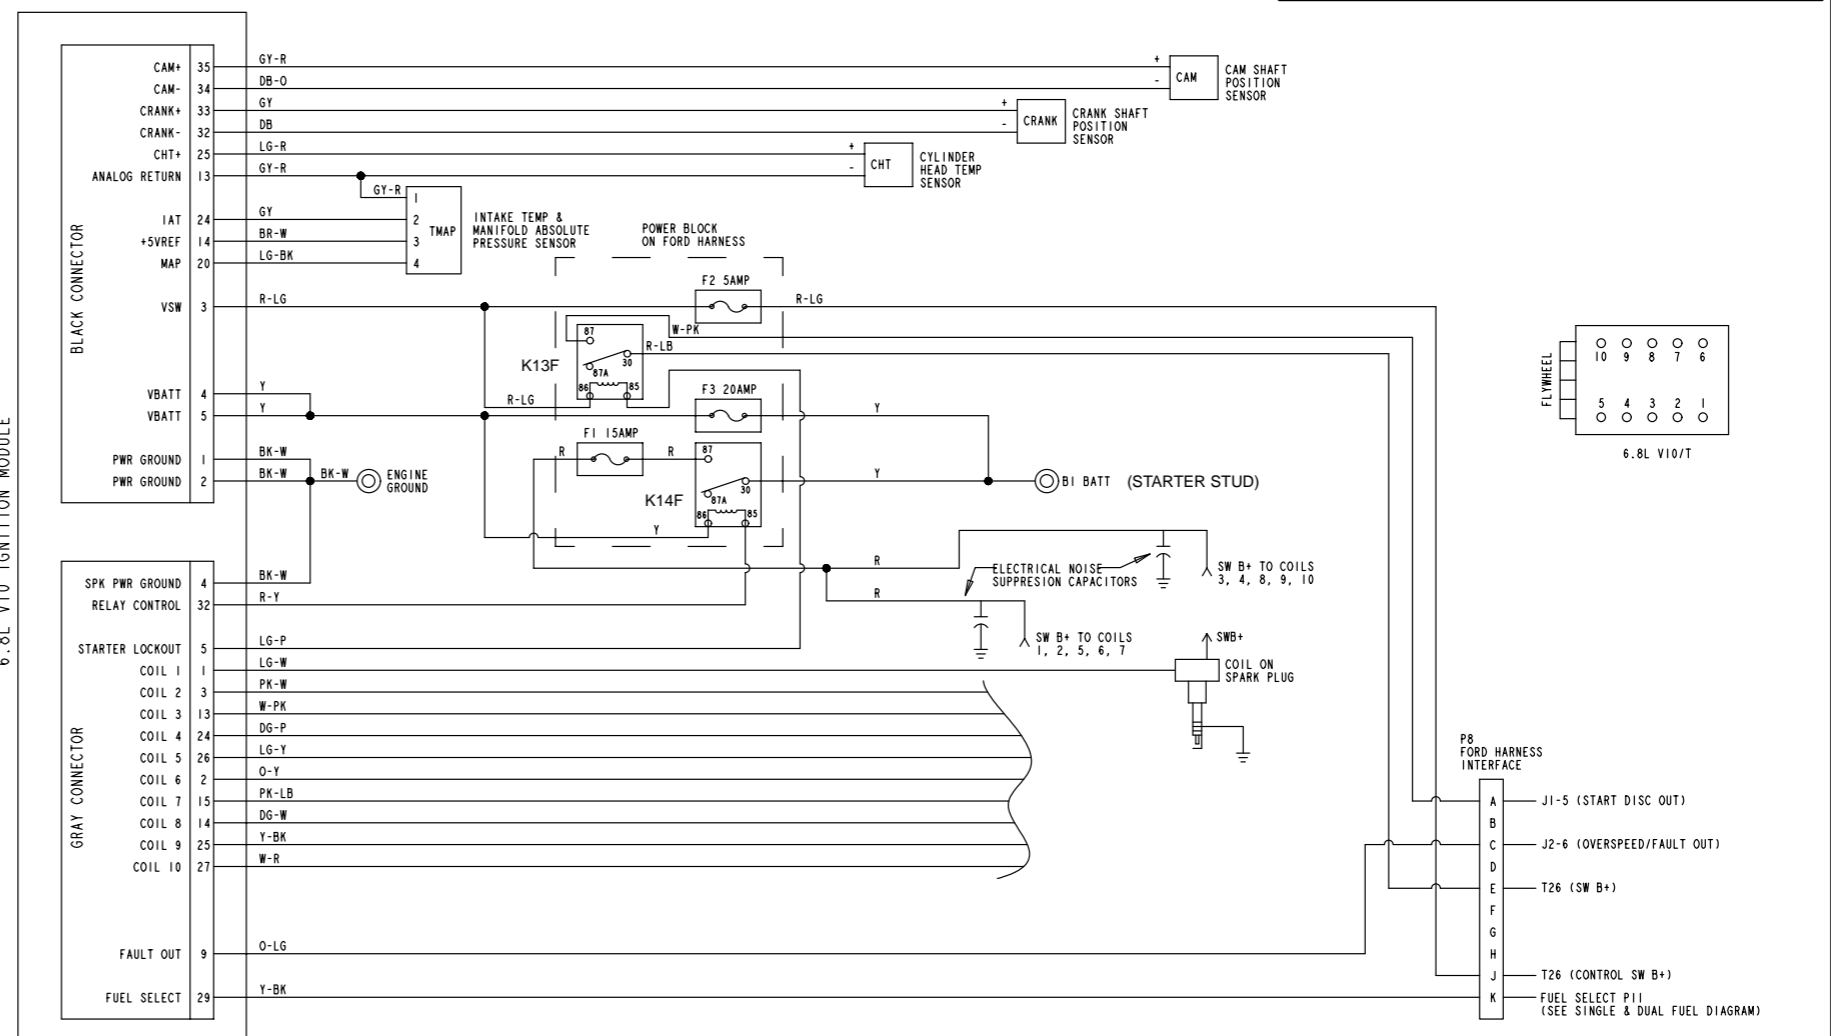 6.8L V10 IGNITION MODULE
BLACK CONNECTOR
CAM+ 35 GY-R
CAM- 34 DB-O
CRANK+ 33 GY
CRANK- 32 DB
CHT+ 25 LG-R
ANALOG RETURN 13 GY-R
IAT 24 GY
+5VREF 14 BR-W
MAP 20 LG-BK
VSW 3 R-LG
VBATT 4 Y
VBATT 5 Y
PWR GROUND 1 BK-W
PWR GROUND 2 BK-W
BK-W
ENGINE
GROUND
+
-
CAM
CAM SHAFT
POSITION
SENSOR
+
-
CRANK
CRANK SHAFT
POSITION
SENSOR
+
-
CHT
CYLINDER
HEAD TEMP
SENSOR
GY-R
1
2
3
4
TMAP
INTAKE TEMP &
MANIFOLD ABSOLUTE
PRESSURE SENSOR
POWER BLOCK
ON FORD HARNESS
F2 5AMP
R-LG
W-PK
R-LB
K13F
87
30
87A
86
85
R-LG
F3 20AMP
Y
F1 15AMP
R
R
K14F
87
30
87A
86
85
Y
Y
B1 BATT (STARTER STUD)
R
R
ELECTRICAL NOISE
SUPPRESION CAPACITORS
SW B+ TO COILS
3, 4, 8, 9, 10
SW B+ TO COILS
1, 2, 5, 6, 7
SWB+
COIL ON
SPARK PLUG
GRAY CONNECTOR
SPK PWR GROUND 4 BK-W
RELAY CONTROL 32 R-Y
STARTER LOCKOUT 5 LG-P
COIL 1 1 LG-W
COIL 2 3 PK-W
COIL 3 13 W-PK
COIL 4 24 DG-P
COIL 5 26 LG-Y
COIL 6 2 O-Y
COIL 7 15 PK-LB
COIL 8 14 DG-W
COIL 9 25 Y-BK
COIL 10 27 W-R
FAULT OUT 9 O-LG
FUEL SELECT 29 Y-BK
FLYWHEEL
10 9 8 7 6
5 4 3 2 1
6.8L V10/T
P8
FORD HARNESS
INTERFACE
A J1-5 (START DISC OUT)
B
C J2-6 (OVERSPEED/FAULT OUT)
D
E T26 (SW B+)
F
G
H
J T26 (CONTROL SW B+)
K FUEL SELECT P11
(SEE SINGLE & DUAL FUEL DIAGRAM)